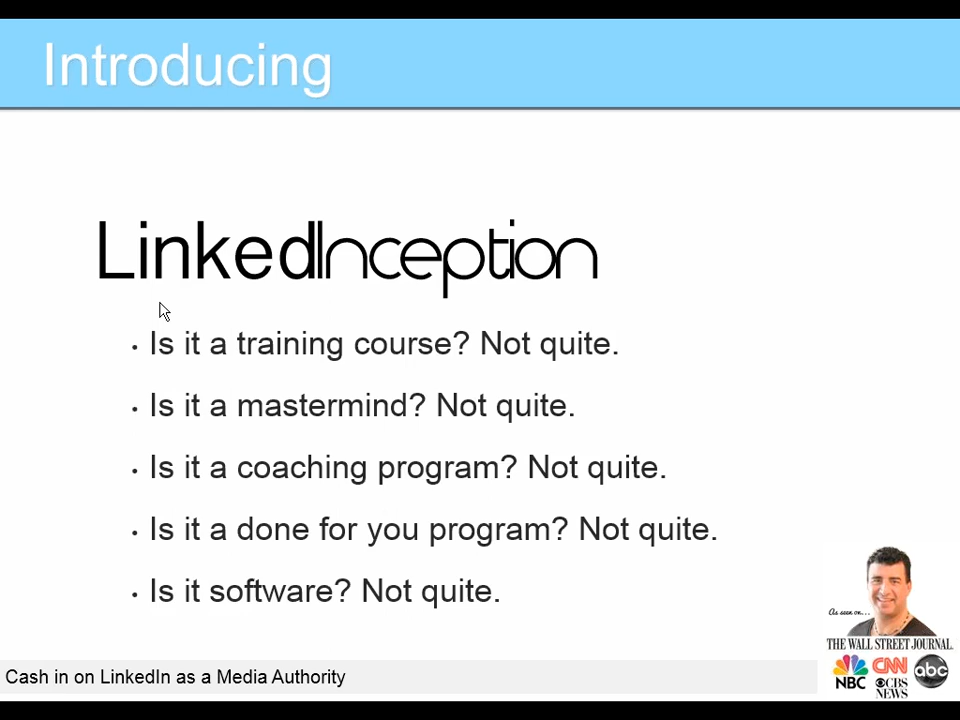 Introducing
LinkedInception
• Is it a training course? Not quite.
• Is it a mastermind? Not quite.
• Is it a coaching program? Not quite.
• Is it a done for you program? Not quite.
• Is it software? Not quite.
As seen on...
THE WALL STREET JOURNAL.
NBC CNN CBS NEWS abc
Cash in on LinkedIn as a Media Authority